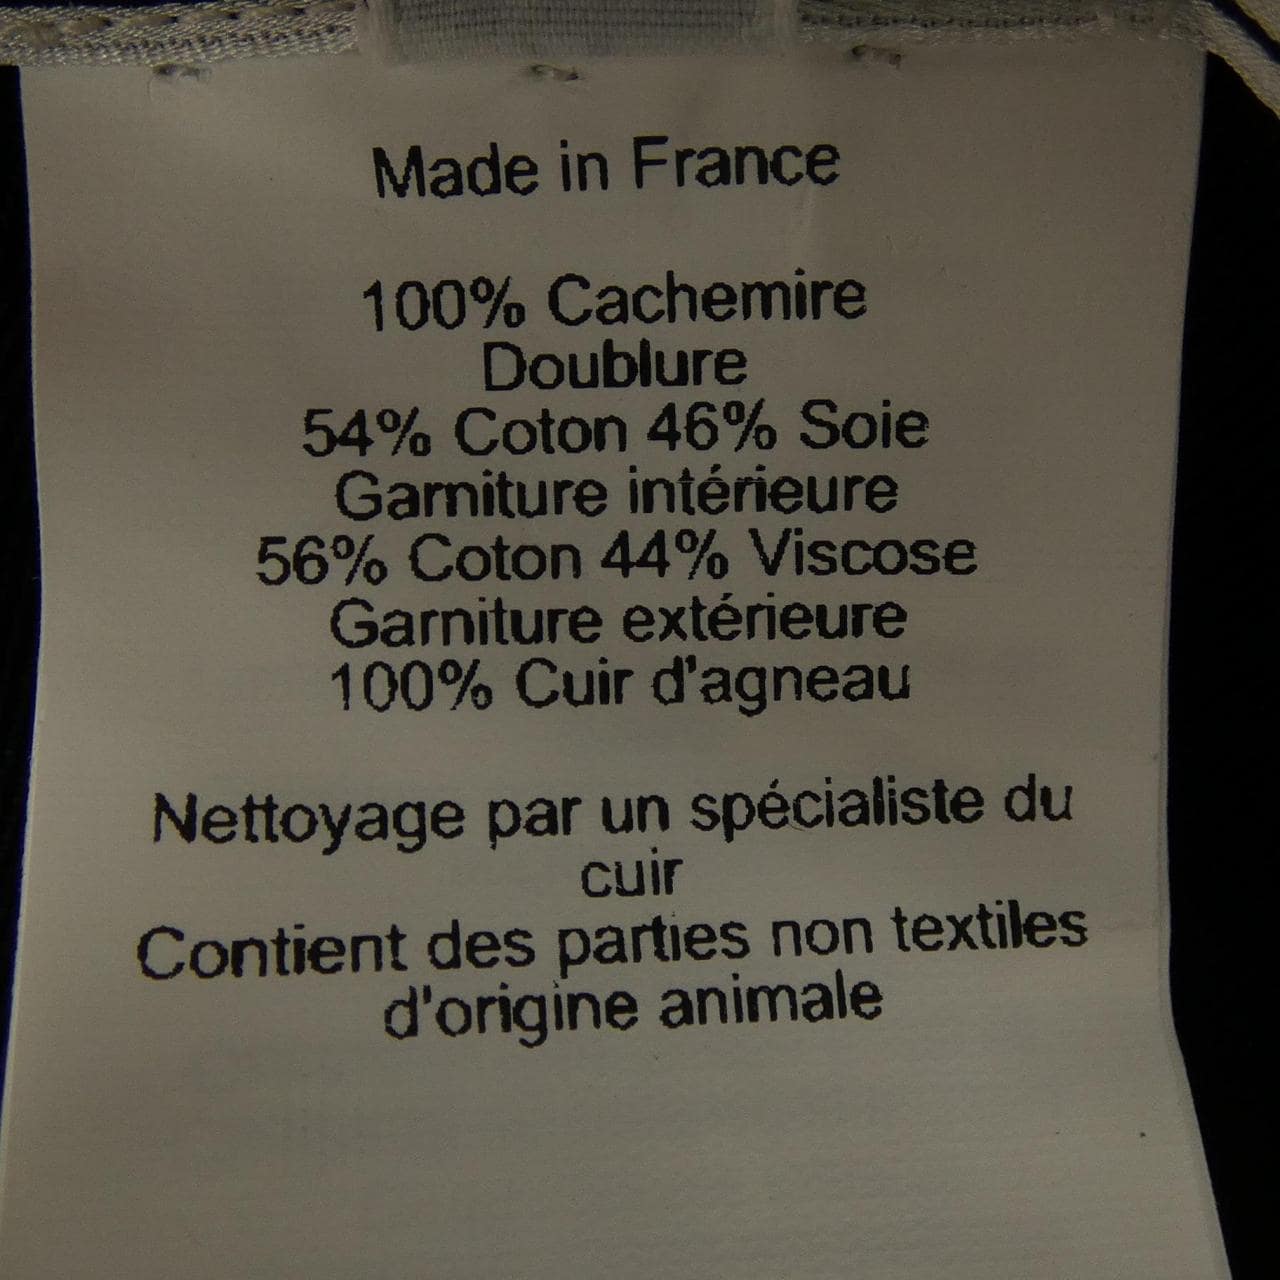 Made in France
100% Cachemire
Doublure
54% Coton 46% Soie
Garniture intérieure
56% Coton 44% Viscose
Garniture extérieure
100% Cuir d'agneau
Nettoyage par un spécialiste du
cuir
Contient des parties non textiles
d'origine animale